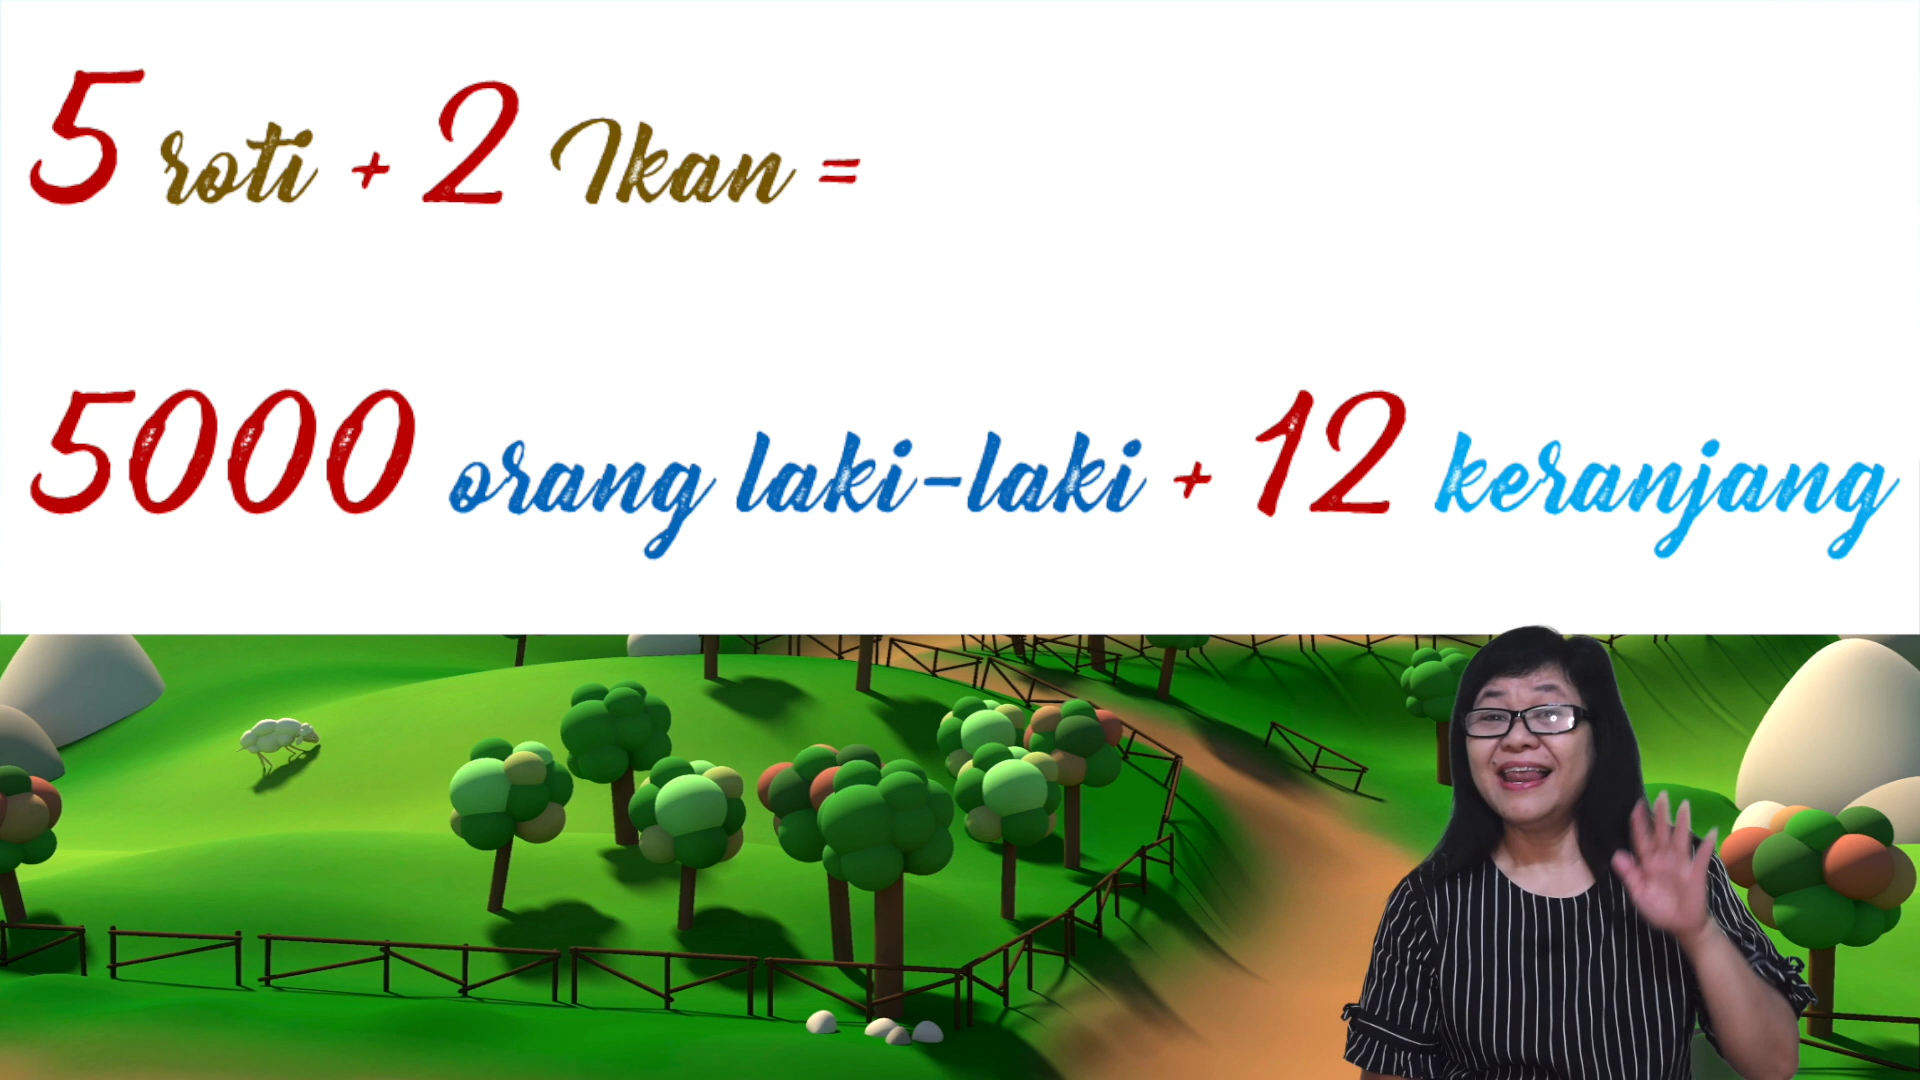 5 roti + 2 Ikan =
5000 orang laki-laki + 12 keranjang